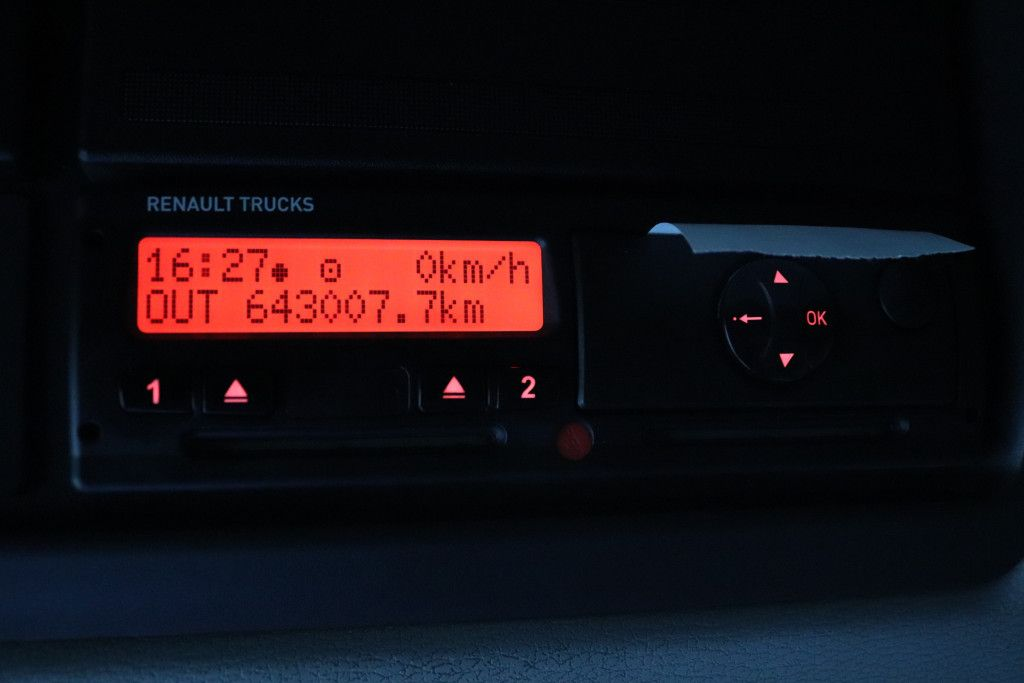 RENAULT TRUCKS
16:27● ⊙ 0km/h
OUT 643007.7km
1 ▲ ▲ 2
OK